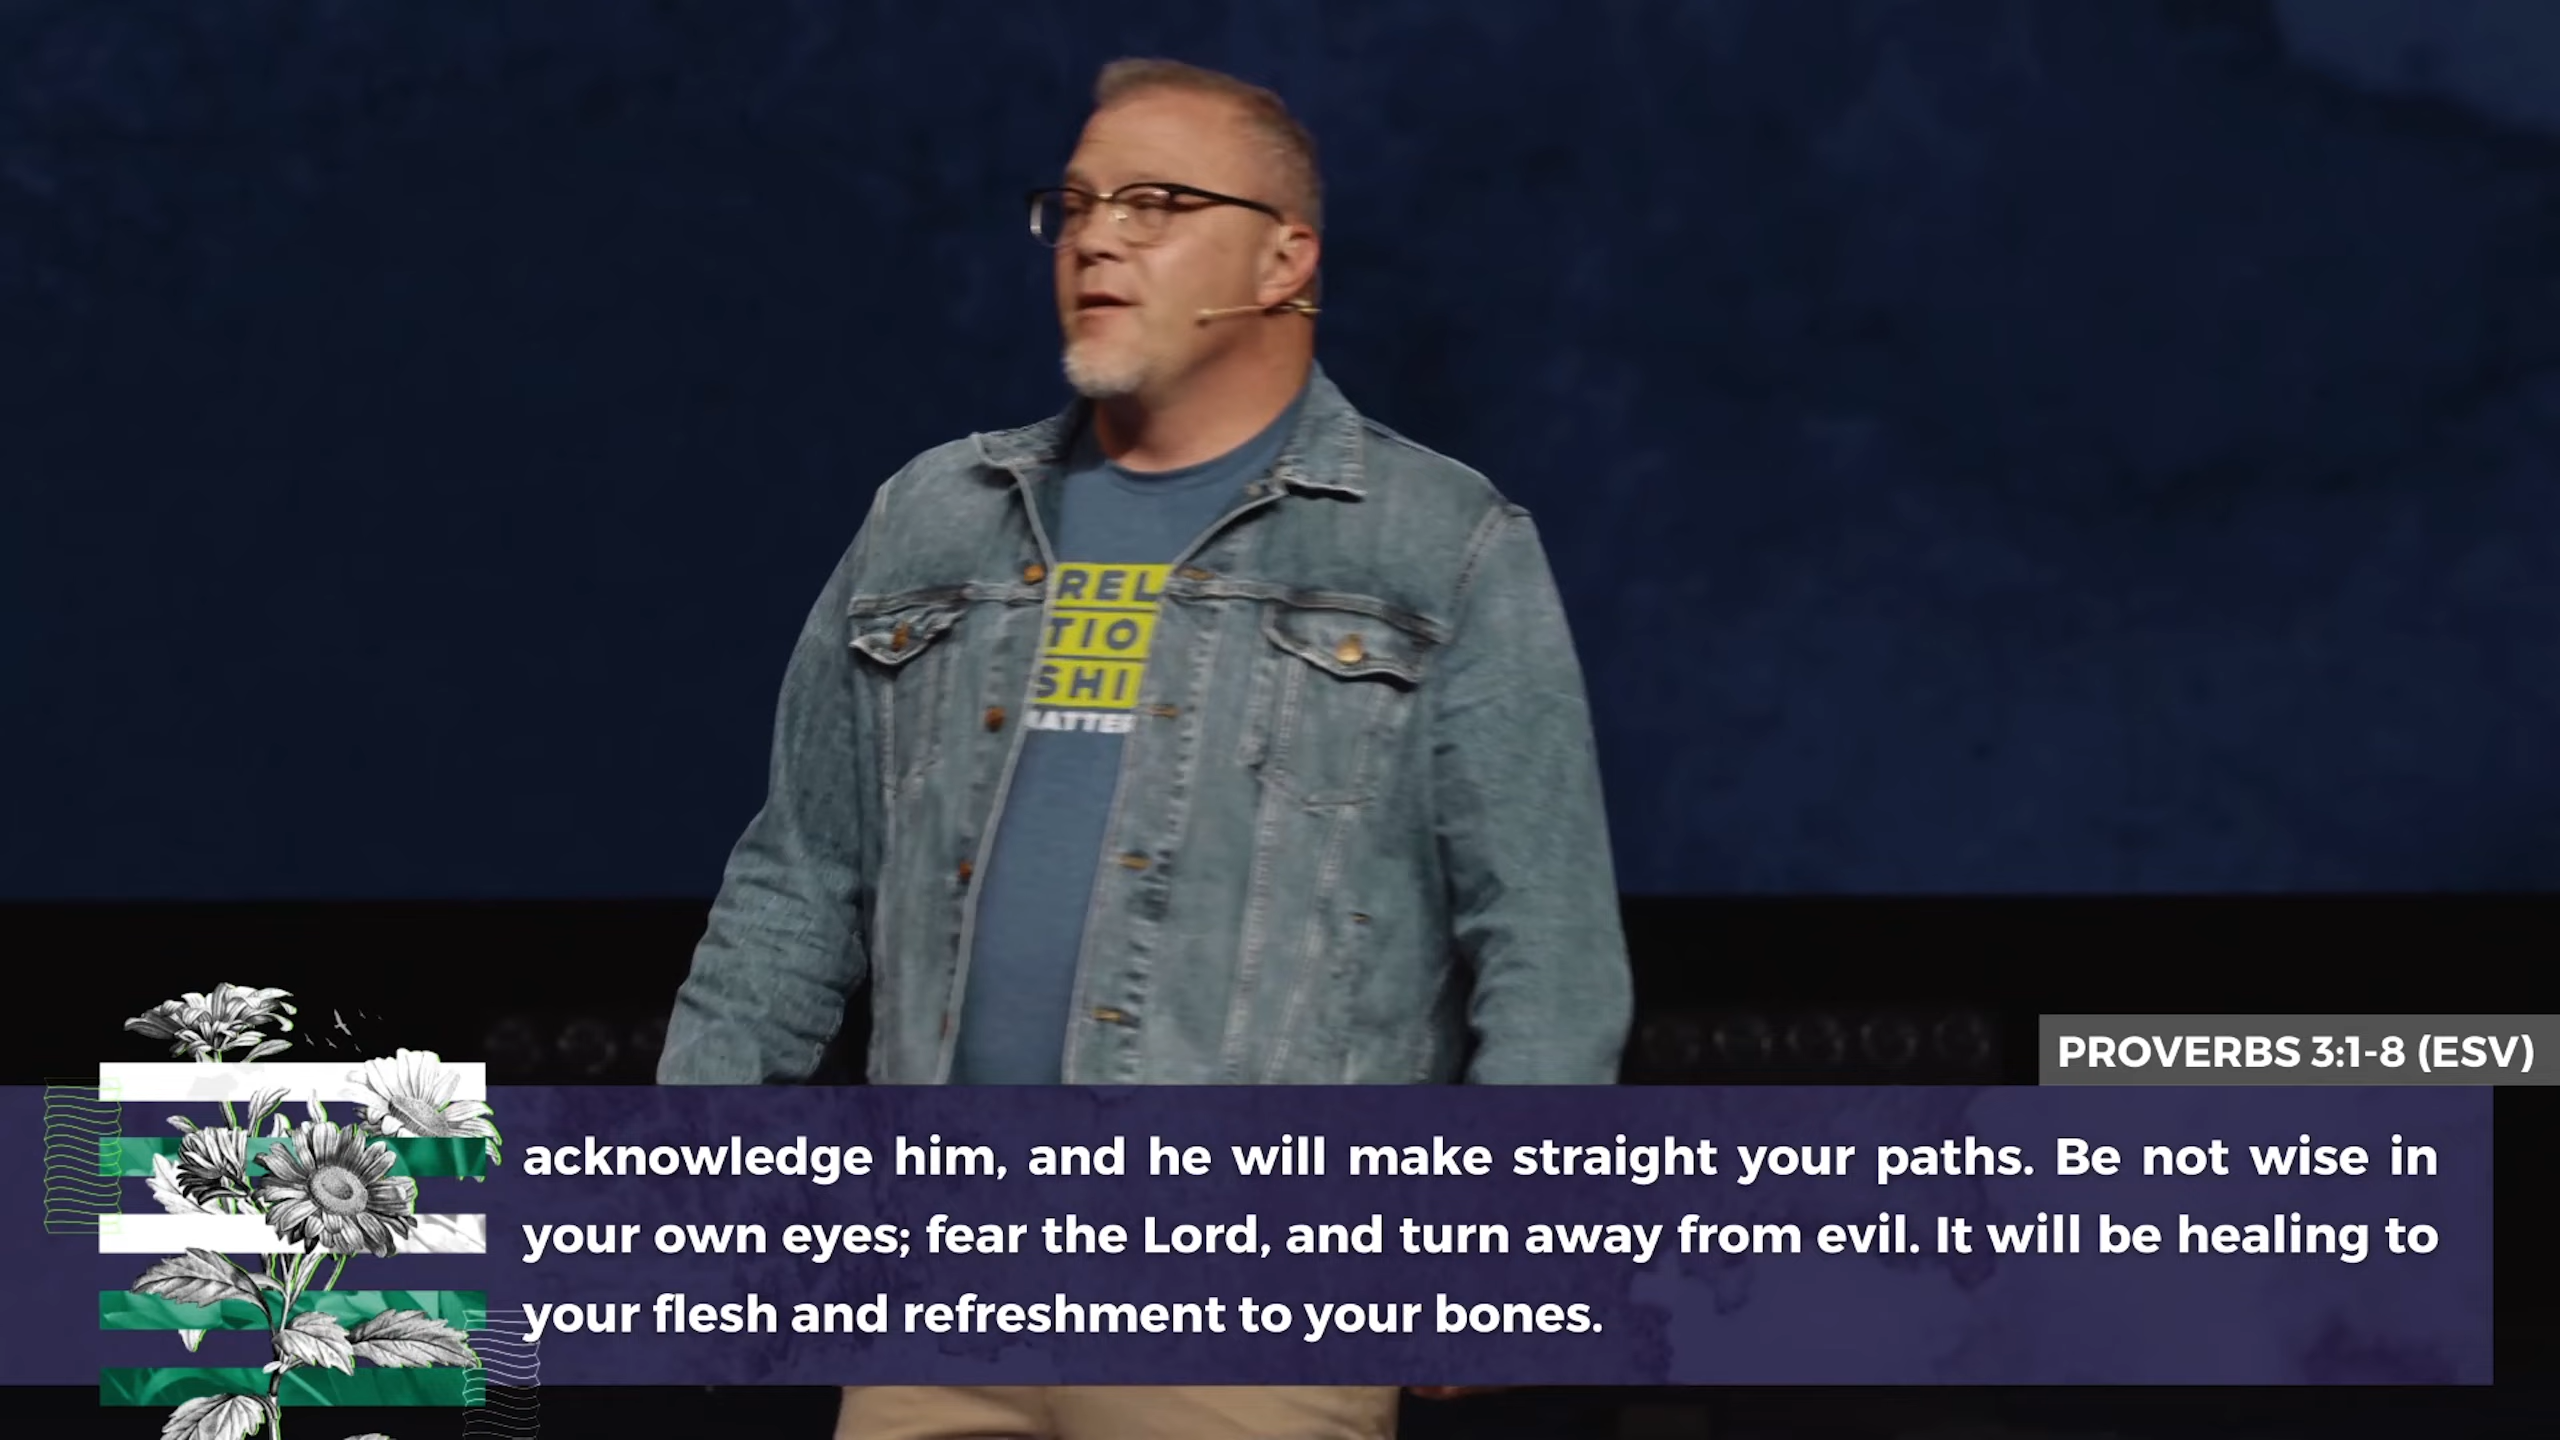 REL
TIO
SHI
ATTER
PROVERBS 3:1-8 (ESV)
acknowledge him, and he will make straight your paths. Be not wise in
your own eyes; fear the Lord, and turn away from evil. It will be healing to
your flesh and refreshment to your bones.